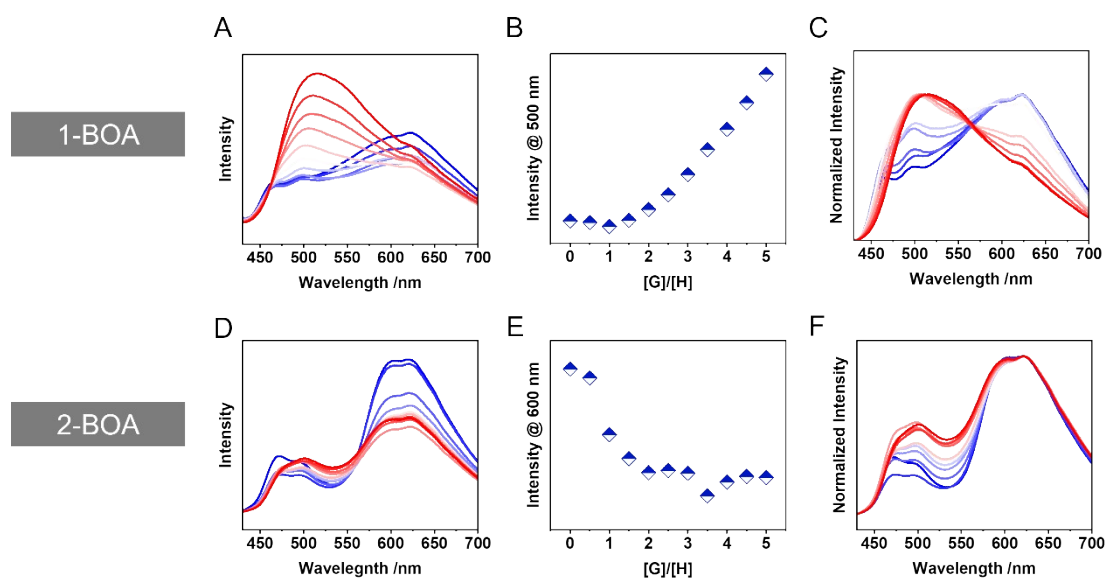 A
B
C
1-BOA
Intensity
450 500 550 600 650 700
Wavelength /nm
Intensity @ 500 nm
0 1 2 3 4 5
[G]/[H]
Normalized Intensity
450 500 550 600 650 700
Wavelength /nm
D
E
F
2-BOA
Intensity
450 500 550 600 650 700
Wavelegnthl /nm
Intensity @ 600 nm
0 1 2 3 4 5
[G]/[H]
Normalized Intensity
450 500 550 600 650 700
Wavelength /nm